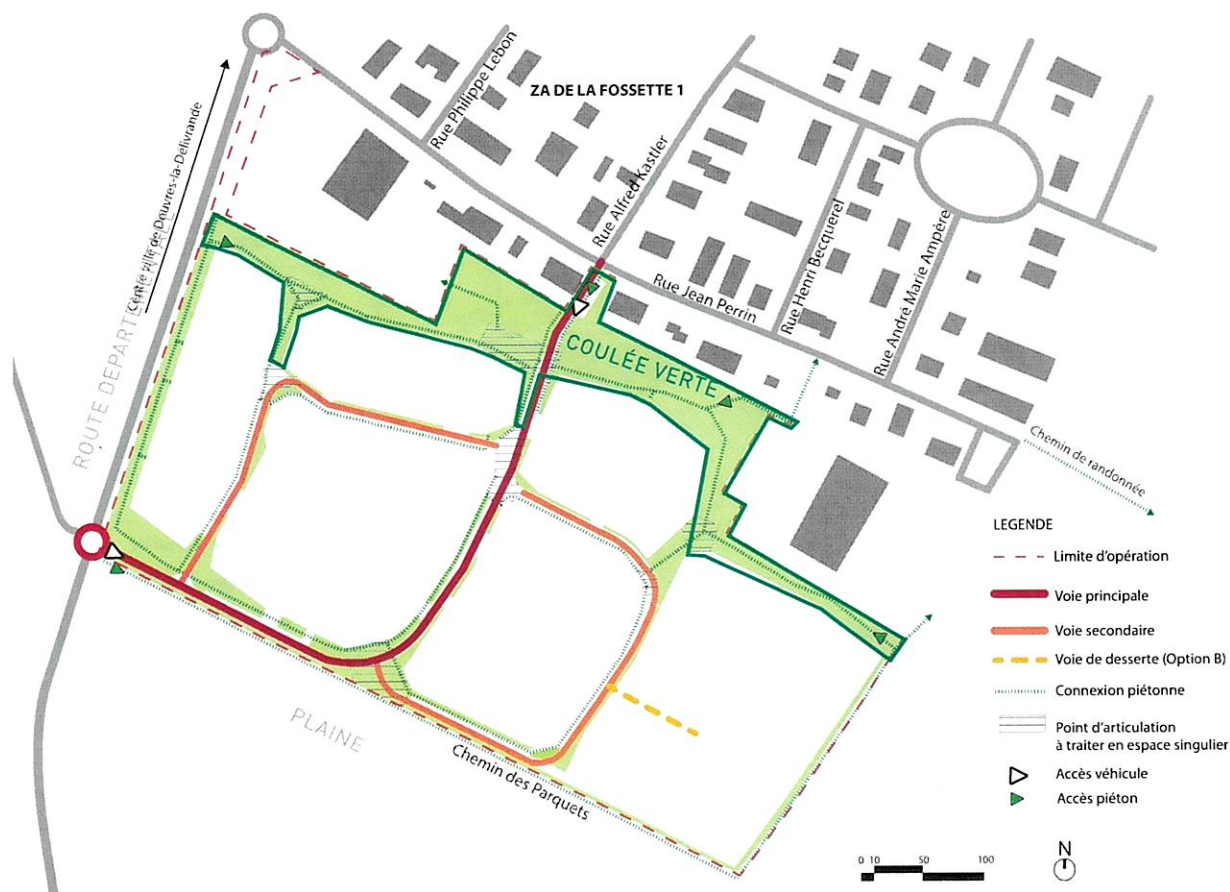 ZA DE LA FOSSETTE 1
Rue Philippe Lebon
Rue Alfred Kastler
Centre ville de Douvres-la-Delivrande
ROUTE DEPARTEMENTALE
Rue Jean Perrin
Rue Henri Becquerel
Rue André Marie Ampère
COULÉE VERTE
Chemin de randonnée
PLAINE
Chemin des Parquets
LEGENDE
Limite d'opération
Voie principale
Voie secondaire
Voie de desserte (Option B)
Connexion piétonne
Point d'articulation
à traiter en espace singulier
Accès véhicule
Accès piéton
0 10 50 100
N